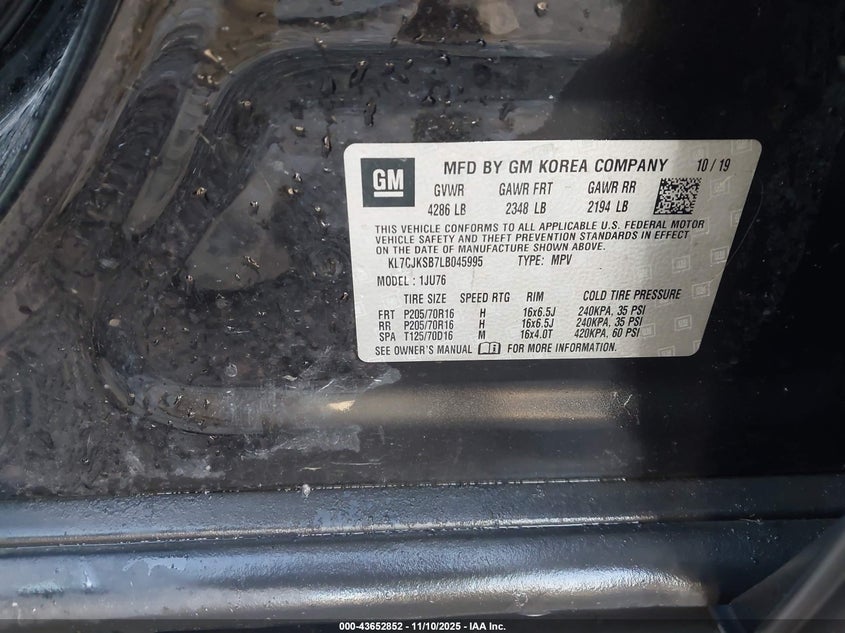 GM
MFD BY GM KOREA COMPANY 10/19
GVWR GAWR FRT GAWR RR
4286 LB 2348 LB 2194 LB
THIS VEHICLE CONFORMS TO ALL APPLICABLE U.S. FEDERAL MOTOR
VEHICLE SAFETY AND THEFT PREVENTION STANDARDS IN EFFECT
ON THE DATE OF MANUFACTURE SHOWN ABOVE.
KL7CJKSB7LB045995 TYPE: MPV
MODEL: 1JU76
TIRE SIZE SPEED RTG RIM COLD TIRE PRESSURE
FRT P205/70R16 H 16x6.5J 240KPA, 35 PSI
RR P205/70R16 H 16x6.5J 240KPA, 35 PSI
SPA T125/70D16 M 16x4.0T 420KPA, 60 PSI
SEE OWNER'S MANUAL FOR MORE INFORMATION.
000-43652852 - 11/10/2025 - IAA Inc.